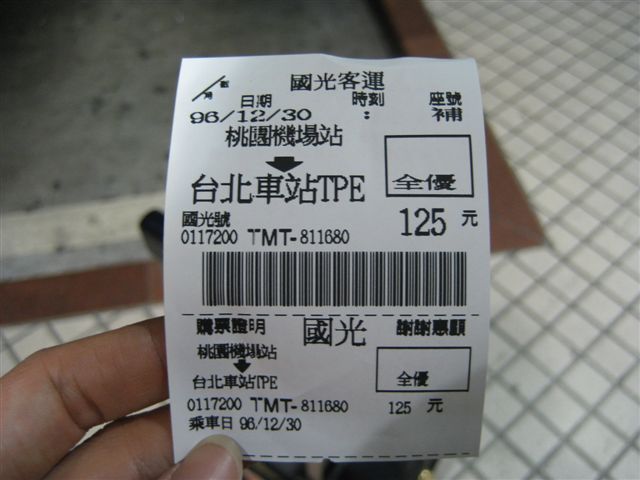 國光客運
日期 時刻 座號
96/12/30 : 補
桃園機場站
台北車站TPE
全優
國光號 125 元
0117200 TMT-811680
購票證明 國光 謝謝惠顧
桃園機場站
台北車站TPE 全優
0117200 TMT-811680 125 元
乘車日 96/12/30